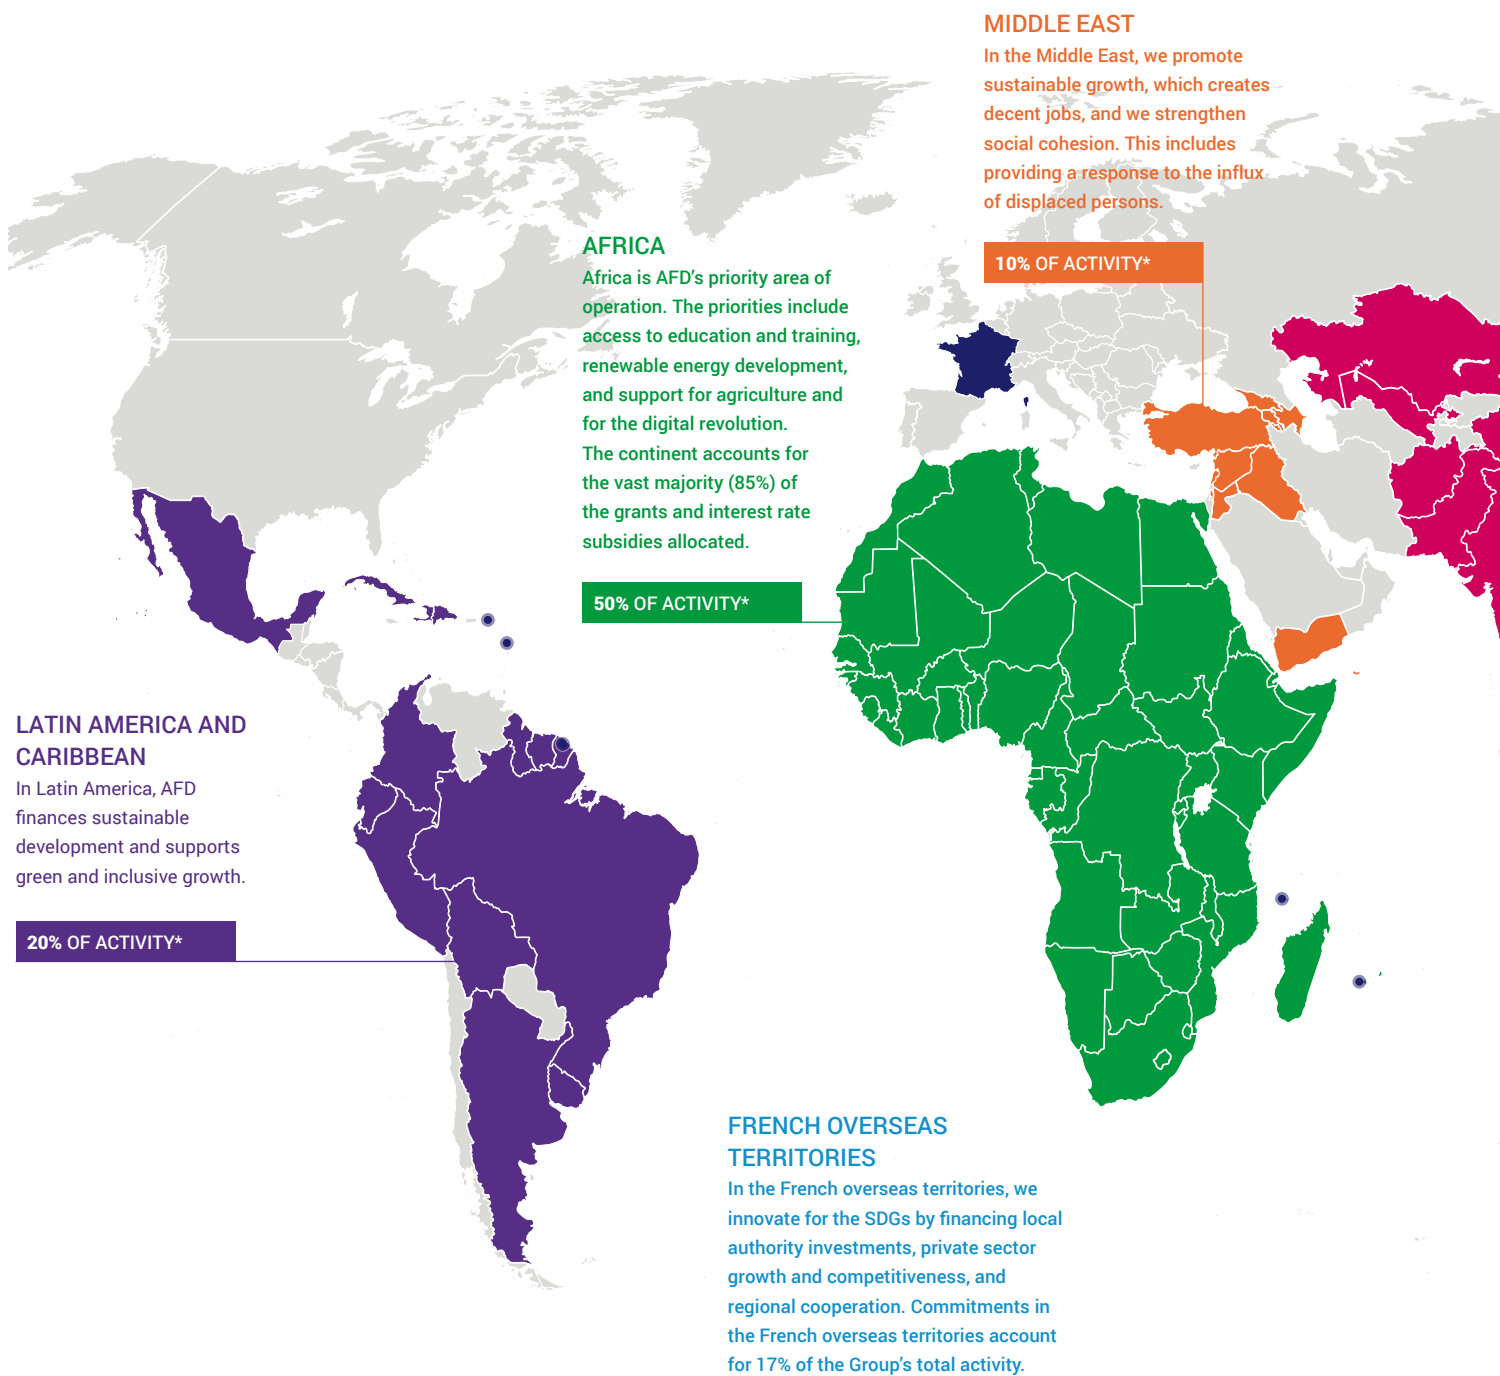 MIDDLE EAST
In the Middle East, we promote
sustainable growth, which creates
decent jobs, and we strengthen
social cohesion. This includes
providing a response to the influx
of displaced persons.
10% OF ACTIVITY*
AFRICA
Africa is AFD's priority area of
operation. The priorities include
access to education and training,
renewable energy development,
and support for agriculture and
for the digital revolution.
The continent accounts for
the vast majority (85%) of
the grants and interest rate
subsidies allocated.
50% OF ACTIVITY*
LATIN AMERICA AND
CARIBBEAN
In Latin America, AFD
finances sustainable
development and supports
green and inclusive growth.
20% OF ACTIVITY*
FRENCH OVERSEAS
TERRITORIES
In the French overseas territories, we
innovate for the SDGs by financing local
authority investments, private sector
growth and competitiveness, and
regional cooperation. Commitments in
the French overseas territories account
for 17% of the Group's total activity.